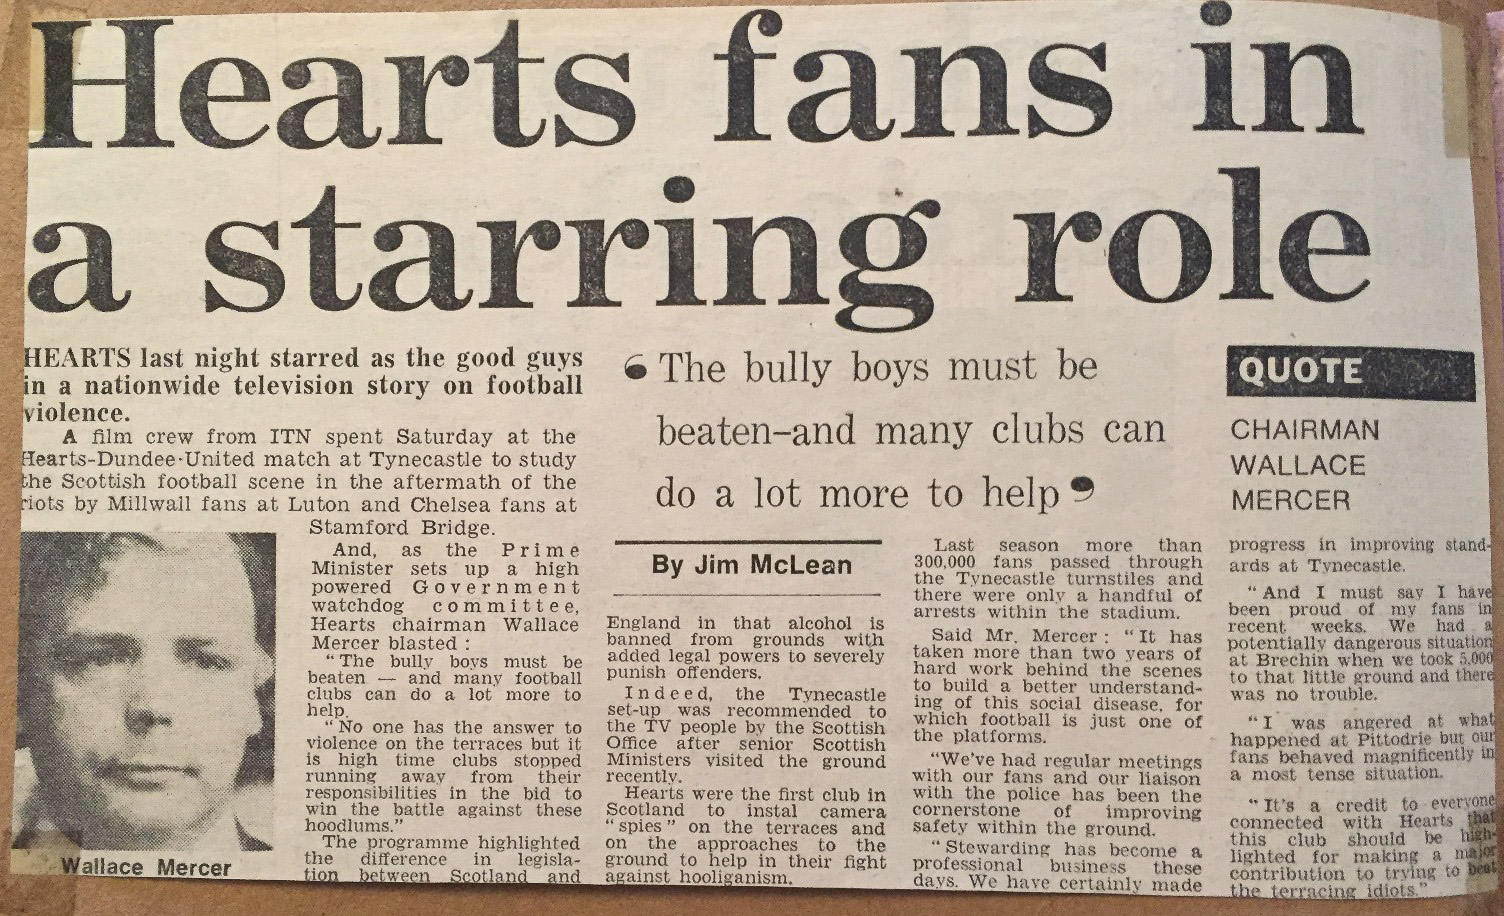 Hearts fans in
a starring role
HEARTS last night starred as the good guys
in a nationwide television story on football
violence.
A film crew from ITN spent Saturday at the
Hearts-Dundee·United match at Tynecastle to study
the Scottish football scene in the aftermath of the
riots by Millwall fans at Luton and Chelsea fans at
Stamford Bridge.
And, as the Prime
Minister sets up a high
powered Government
watchdog committee,
Hearts chairman Wallace
Mercer blasted :
"The bully boys must be
beaten — and many football
clubs can do a lot more to
help.
"No one has the answer to
violence on the terraces but it
is high time clubs stopped
running away from their
responsibilities in the bid to
win the battle against these
hoodlums."
The programme highlighted
the difference in legisla-
tion between Scotland and
Wallace Mercer
‘The bully boys must be
beaten–and many clubs can
do a lot more to help’
QUOTE
CHAIRMAN
WALLACE
MERCER
By Jim McLean
England in that alcohol is
banned from grounds with
added legal powers to severely
punish offenders.
Indeed, the Tynecastle
set-up was recommended to
the TV people by the Scottish
Office after senior Scottish
Ministers visited the ground
recently.
Hearts were the first club in
Scotland to instal camera
"spies" on the terraces and
on the approaches to the
ground to help in their fight
against hooliganism.
Last season more than
300,000 fans passed through
the Tynecastle turnstiles and
there were only a handful of
arrests within the stadium.
Said Mr. Mercer : "It has
taken more than two years of
hard work behind the scenes
to build a better understand-
ing of this social disease, for
which football is just one of
the platforms.
"We've had regular meetings
with our fans and our liaison
with the police has been the
cornerstone of improving
safety within the ground.
"Stewarding has become a
professional business these
days. We have certainly made
progress in improving stand-
ards at Tynecastle.
"And I must say I have
been proud of my fans in
recent weeks. We had a
potentially dangerous situation
at Brechin when we took 5,000
to that little ground and there
was no trouble.
"I was angered at what
happened at Pittodrie but our
fans behaved magnificently in
a most tense situation.
"It's a credit to everyone
connected with Hearts that
this club should be high-
lighted for making a major
contribution to trying to beat
the terracing idiots."